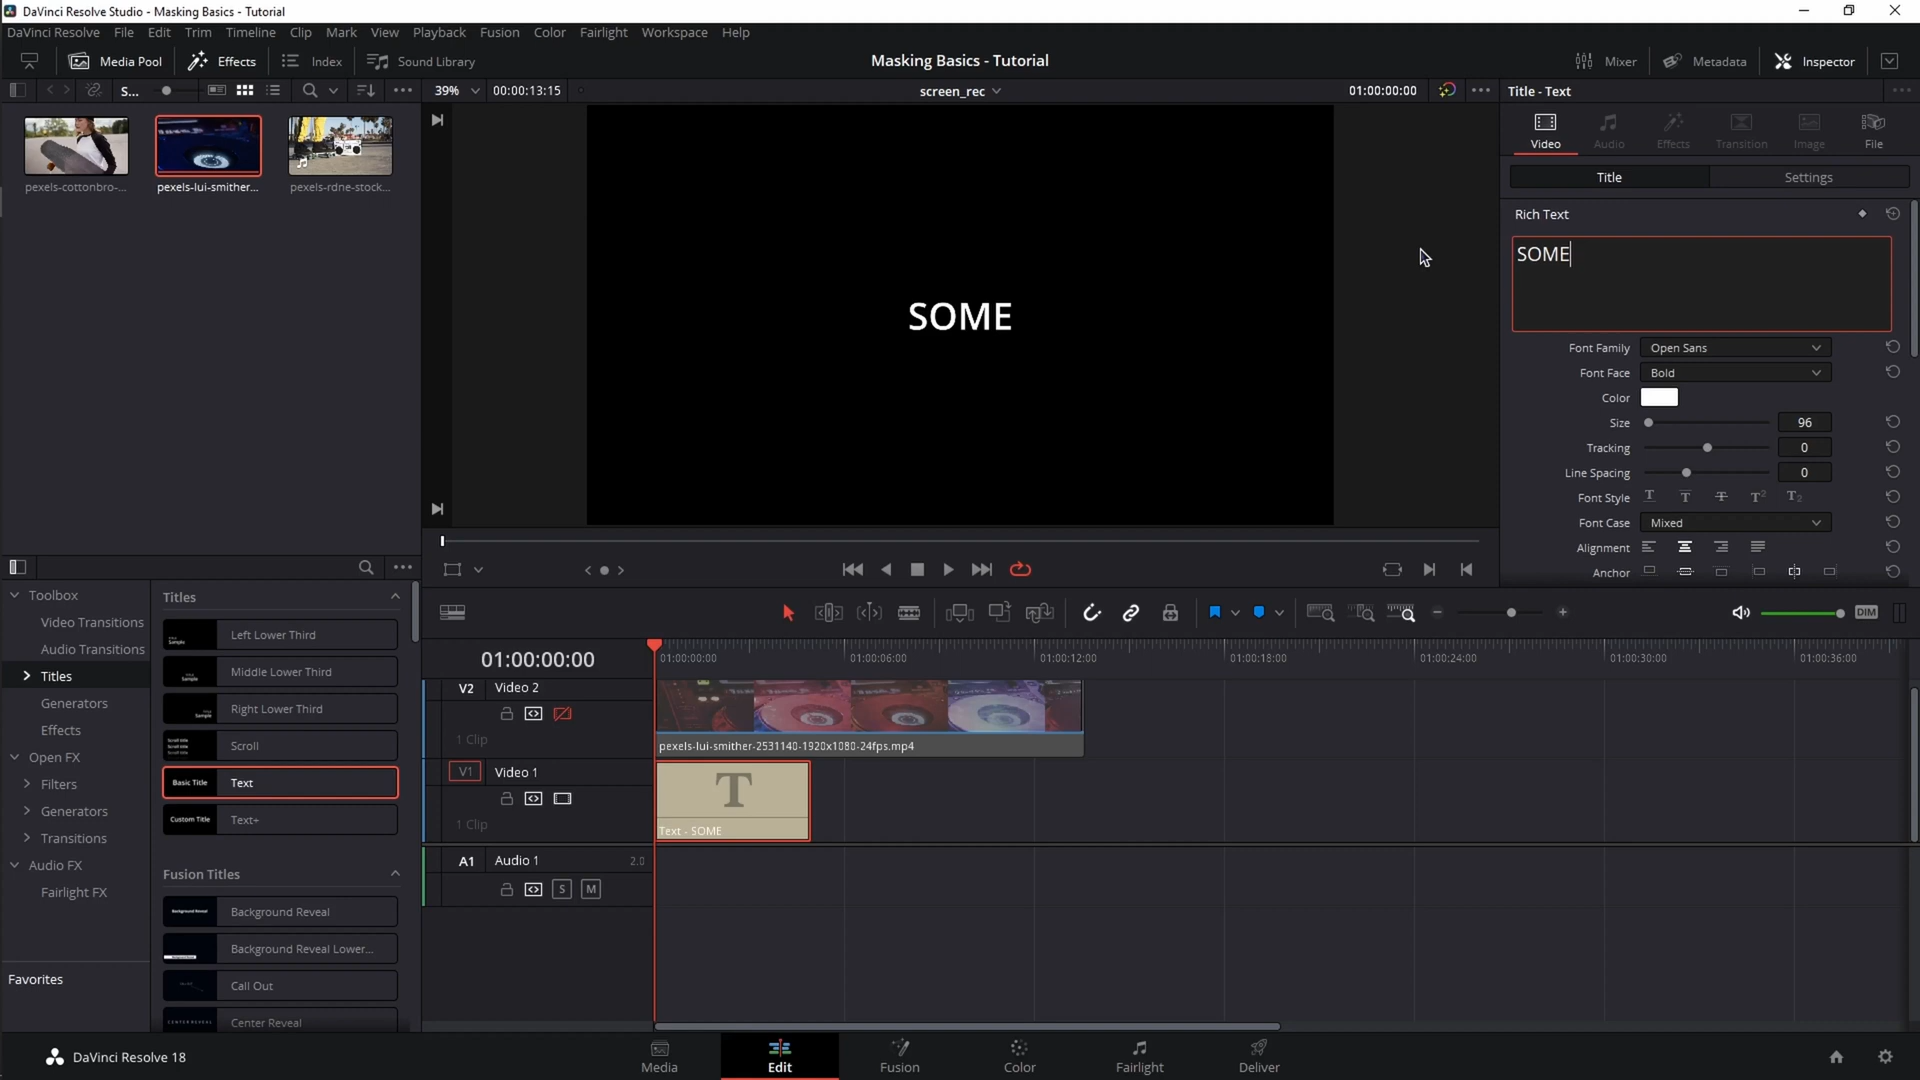 DaVinci Resolve Studio - Masking Basics - Tutorial
DaVinci Resolve File Edit Trim Timeline Clip Mark View Playback Fusion Color Fairlight Workspace Help
Media Pool Effects Index Sound Library Masking Basics - Tutorial Mixer Metadata Inspector
S... 39% 00:00:13:15 screen_rec 01:00:00:00 Title - Text
Video Audio Effects Transition Image File
pexels-cottonbro-... pexels-lui-smither... pexels-rdne-stock...
Title Settings
Rich Text
SOME
SOME
Font Family Open Sans
Font Face Bold
Color
Size 96
Tracking 0
Line Spacing 0
Font Style
Font Case Mixed
Alignment
Anchor
Toolbox
Video Transitions
Audio Transitions
Titles
Generators
Effects
Open FX
Filters
Generators
Transitions
Audio FX
Fairlight FX
Favorites
Titles
Left Lower Third
Middle Lower Third
Right Lower Third
Scroll
Basic Title Text
Custom Title Text+
Fusion Titles
Background Reveal
Background Reveal Lower...
Call Out
CENTER REVEAL Center Reveal
DIM
01:00:00:00 01:00:00:00 01:00:06:00 01:00:12:00 01:00:18:00 01:00:24:00 01:00:30:00 01:00:36:00
V2 Video 2
1 Clip
pexels-lui-smither-2531140-1920x1080-24fps.mp4
V1 Video 1
1 Clip
T
Text - SOME
A1 Audio 1 2.0
S M
DaVinci Resolve 18 Media Edit Fusion Color Fairlight Deliver